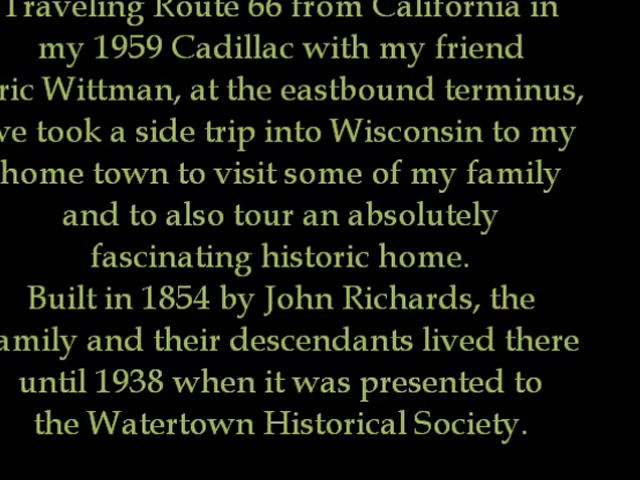 Traveling Route 66 from California in
my 1959 Cadillac with my friend
ric Wittman, at the eastbound terminus,
we took a side trip into Wisconsin to my
home town to visit some of my family
and to also tour an absolutely
fascinating historic home.
Built in 1854 by John Richards, the
amily and their descendants lived there
until 1938 when it was presented to
the Watertown Historical Society.